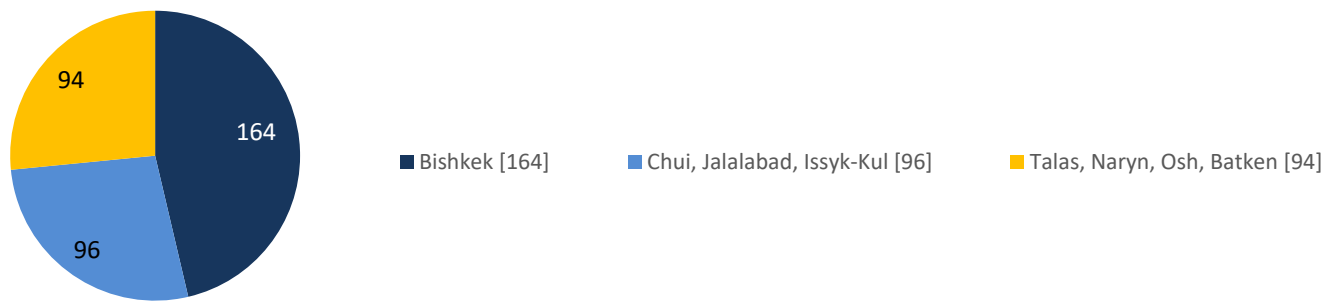 94
164
Bishkek [164]
Chui, Jalalabad, Issyk-Kul [96]
Talas, Naryn, Osh, Batken [94]
96